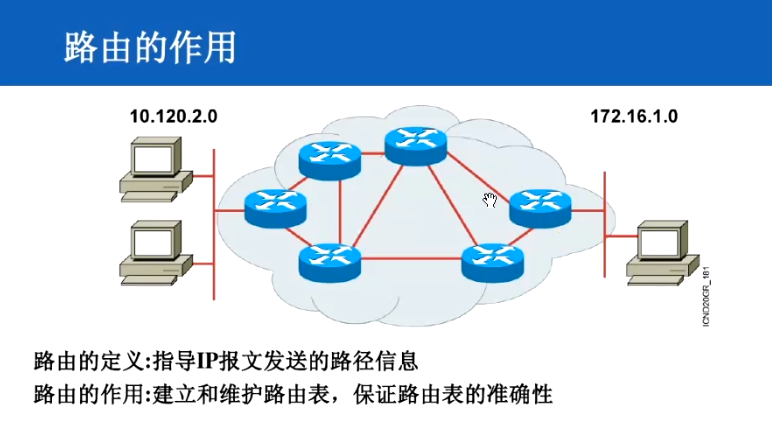 路由的作用
10.120.2.0
172.16.1.0
ICND20GR_181
路由的定义:指导IP报文发送的路径信息
路由的作用:建立和维护路由表，保证路由表的准确性